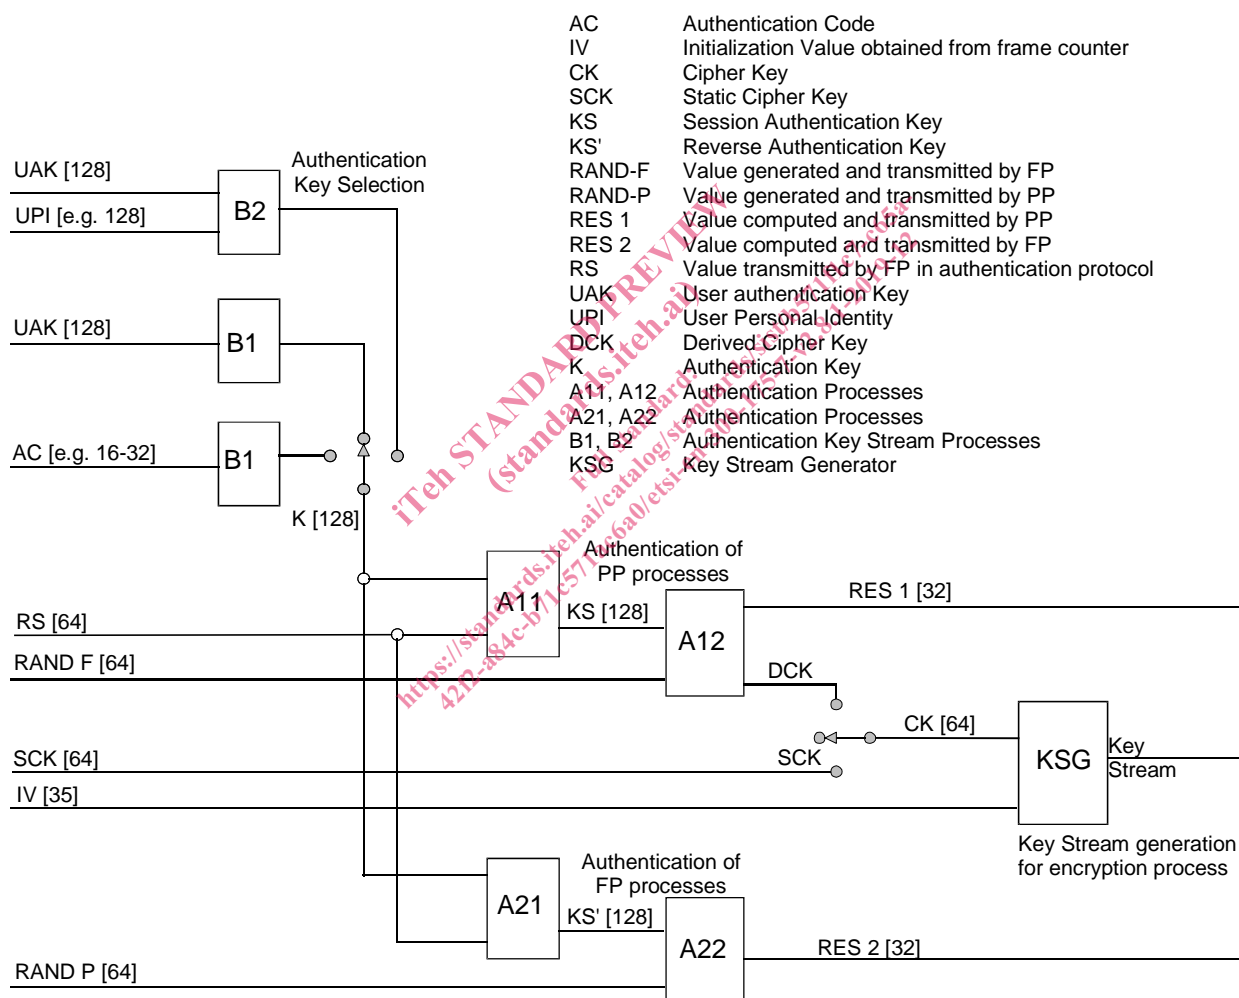 AC Authentication Code
IV Initialization Value obtained from frame counter
CK Cipher Key
SCK Static Cipher Key
KS Session Authentication Key
KS' Reverse Authentication Key
RAND-F Value generated and transmitted by FP
RAND-P Value generated and transmitted by PP
RES 1 Value computed and transmitted by PP
RES 2 Value computed and transmitted by FP
RS Value transmitted by FP in authentication protocol
UAK User authentication Key
UPI User Personal Identity
DCK Derived Cipher Key
K Authentication Key
A11, A12 Authentication Processes
A21, A22 Authentication Processes
B1, B2 Authentication Key Stream Processes
KSG Key Stream Generator
UAK [128]
UPI [e.g. 128]
B2
Authentication
Key Selection
UAK [128]
B1
AC [e.g. 16-32]
B1
K [128]
Authentication of
PP processes
A11
KS [128]
A12
RES 1 [32]
RS [64]
RAND F [64]
DCK
SCK [64]
SCK
CK [64]
KSG
Key
Stream
IV [35]
Key Stream generation
for encryption process
Authentication of
FP processes
A21
KS' [128]
A22
RES 2 [32]
RAND P [64]
iTeh STANDARD PREVIEW
(standards.iteh.ai)
Full standard: